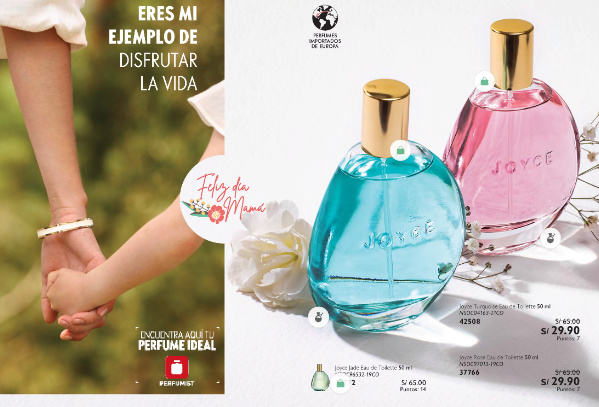 ERES MI
EJEMPLO DE
DISFRUTAR
LA VIDA
Feliz día
Mamá
ENCUENTRA AQUÍ TU
PERFUME IDEAL
PERFUMIST
PERFUMES
IMPORTADOS
DE EUROPA
JOYCE
JOYCE
Joyce Turquoise Eau de Toilette 50 ml
42508
S/ 65.00
S/ 29.90
Puntos: 7
Joyce Rose Eau de Toilette 50 ml
37766
S/ 65.00
S/ 29.90
Puntos: 7
Joyce Jade Eau de Toilette 50 ml
2
S/ 65.00
Puntos: 14